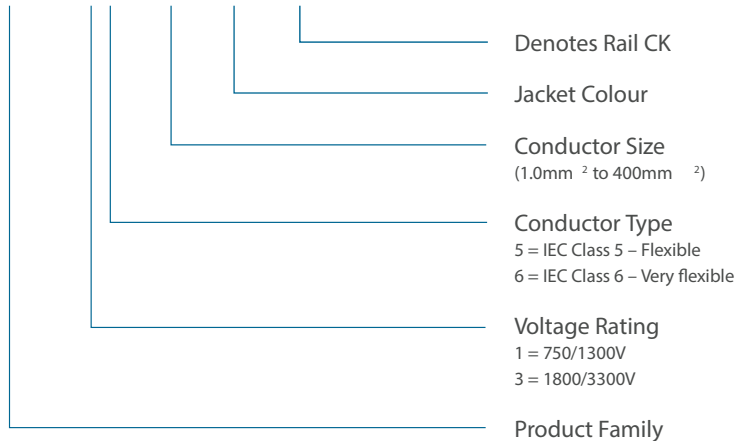 Denotes Rail CK
Jacket Colour
Conductor Size
(1.0mm ² to 400mm ²)
Conductor Type
5 = IEC Class 5 – Flexible
6 = IEC Class 6 – Very flexible
Voltage Rating
1 = 750/1300V
3 = 1800/3300V
Product Family